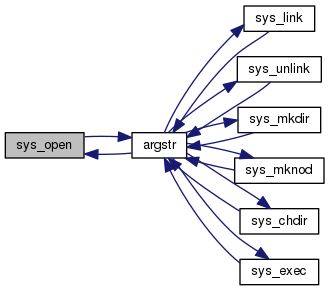 sys_link
sys_unlink
sys_mkdir
sys_open
argstr
sys_mknod
sys_chdir
sys_exec